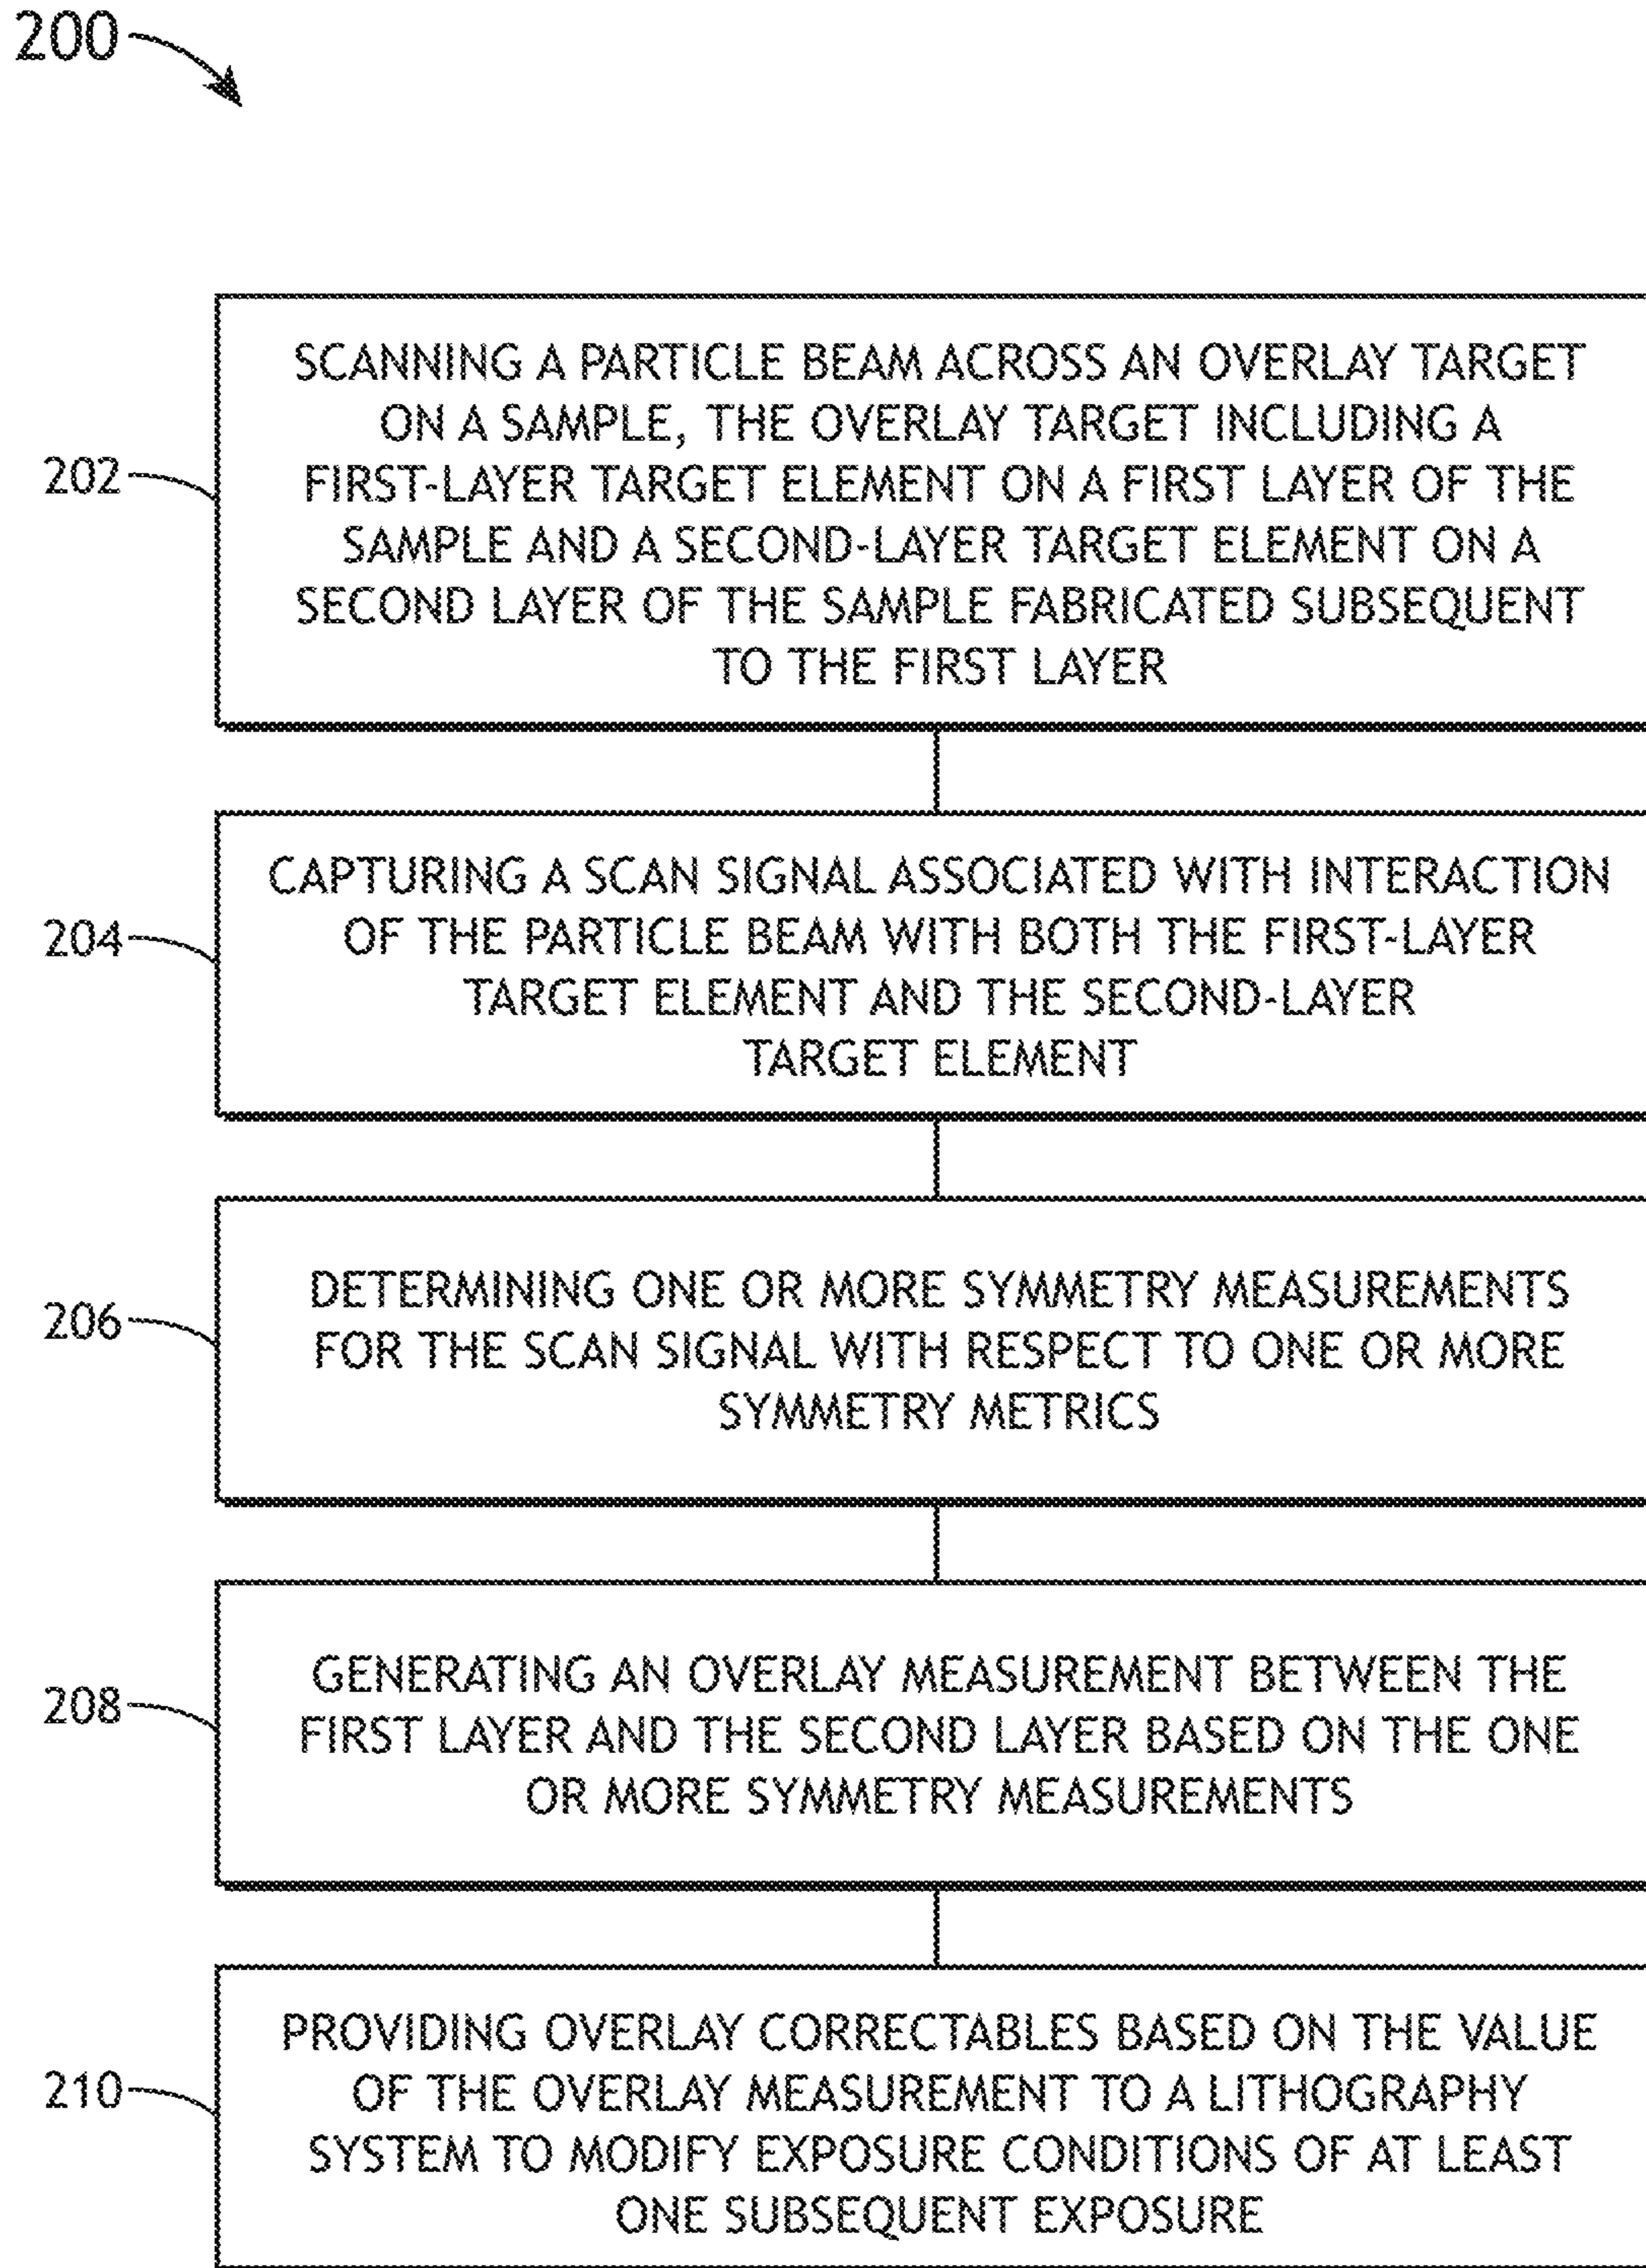 200
202
SCANNING A PARTICLE BEAM ACROSS AN OVERLAY TARGET
ON A SAMPLE, THE OVERLAY TARGET INCLUDING A
FIRST-LAYER TARGET ELEMENT ON A FIRST LAYER OF THE
SAMPLE AND A SECOND-LAYER TARGET ELEMENT ON A
SECOND LAYER OF THE SAMPLE FABRICATED SUBSEQUENT
TO THE FIRST LAYER
204
CAPTURING A SCAN SIGNAL ASSOCIATED WITH INTERACTION
OF THE PARTICLE BEAM WITH BOTH THE FIRST-LAYER
TARGET ELEMENT AND THE SECOND-LAYER
TARGET ELEMENT
206
DETERMINING ONE OR MORE SYMMETRY MEASUREMENTS
FOR THE SCAN SIGNAL WITH RESPECT TO ONE OR MORE
SYMMETRY METRICS
208
GENERATING AN OVERLAY MEASUREMENT BETWEEN THE
FIRST LAYER AND THE SECOND LAYER BASED ON THE ONE
OR MORE SYMMETRY MEASUREMENTS
210
PROVIDING OVERLAY CORRECTABLES BASED ON THE VALUE
OF THE OVERLAY MEASUREMENT TO A LITHOGRAPHY
SYSTEM TO MODIFY EXPOSURE CONDITIONS OF AT LEAST
ONE SUBSEQUENT EXPOSURE